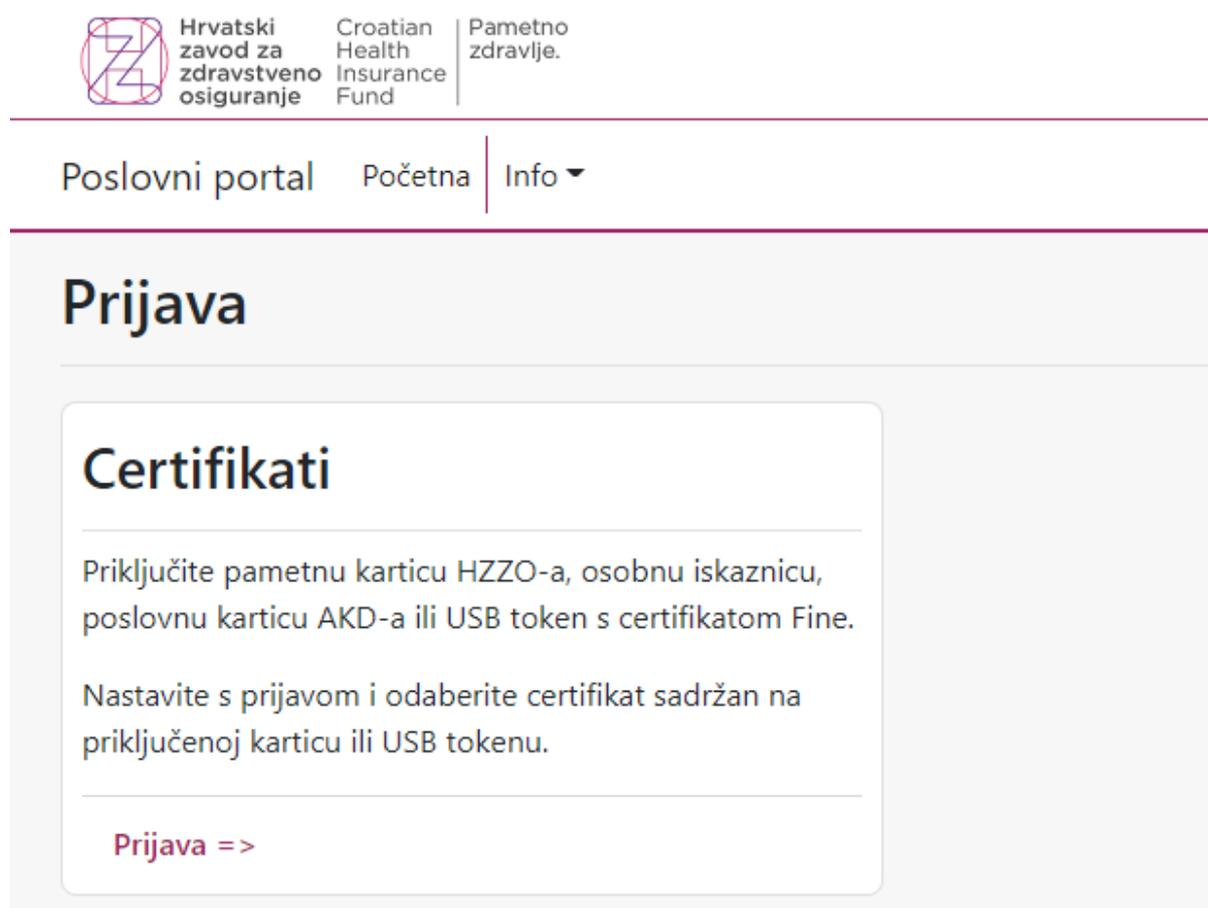 Hrvatski
zavod za
zdravstveno
osiguranje
Croatian
Health
Insurance
Fund
Pametno
zdravlje.
Poslovni portal Početna Info
Prijava
Certifikati
Priključite pametnu karticu HZZO-a, osobnu iskaznicu,
poslovnu karticu AKD-a ili USB token s certifikatom Fine.
Nastavite s prijavom i odaberite certifikat sadržan na
priključenoj karticu ili USB tokenu.
Prijava =>